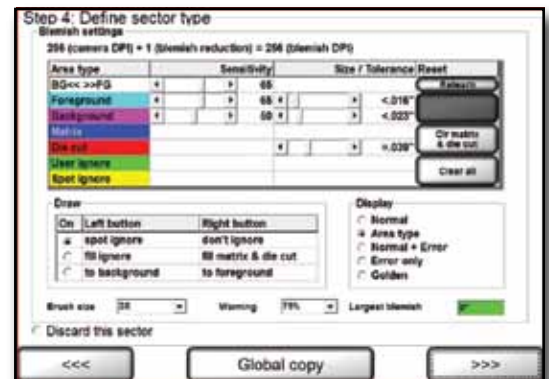 Step 4: Define sector type
Blemish settings
256 (camera DPI) ÷ 1 (blemish reduction) = 256 (blemish DPI)
Area type Sensitivity Size / Tolerance Reset
BG<< >>FG 65 Relearn
Foreground 65 <.016"
Background 50 <.023"
Matrix Clr matrix
Die cut ±.039" & die cut
User ignore Clear all
Spot ignore
Draw Display
On Left button Right button Normal
spot ignore don't ignore Area type
fill ignore fill matrix & die cut Normal + Error
to background to foreground Error only
Golden
Brush size Warning 75% Largest blemish
Discard this sector
<<< Global copy >>>